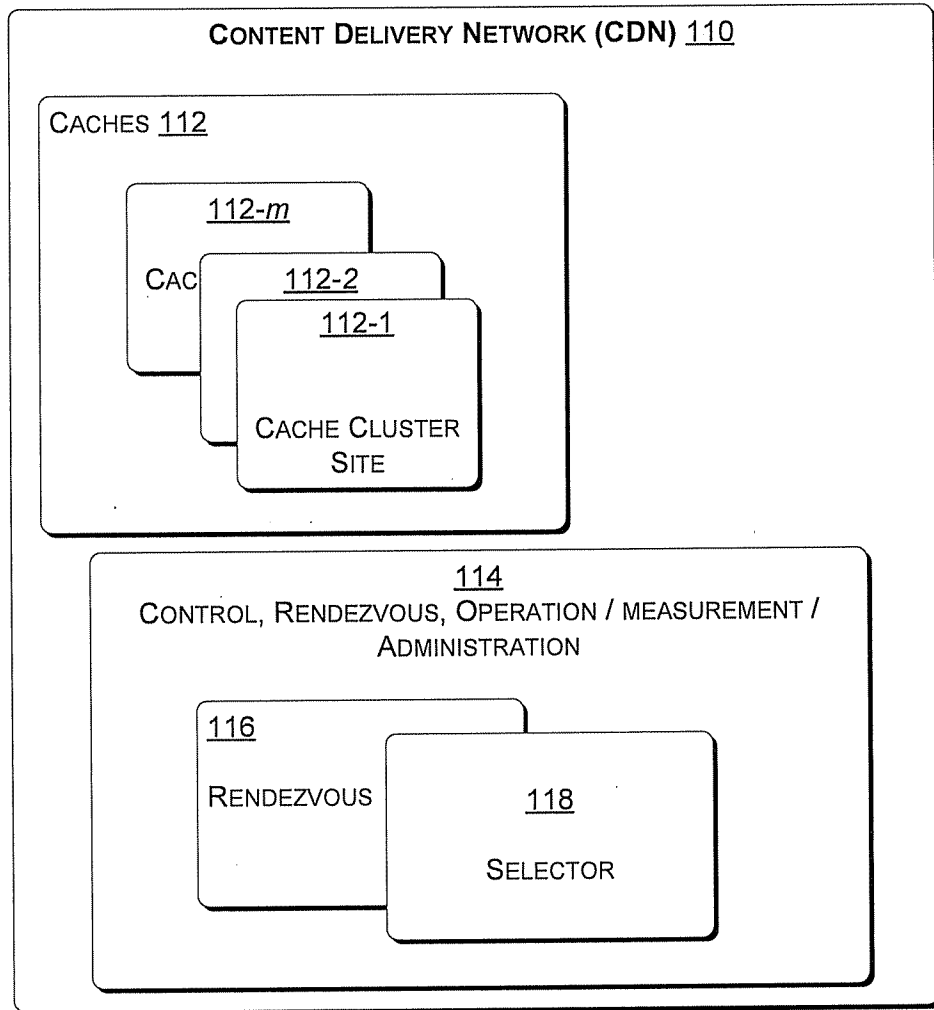 CONTENT DELIVERY NETWORK (CDN) 110
CACHES 112
112-m
CAC
112-2
112-1
CACHE CLUSTER
SITE
114
CONTROL, RENDEZVOUS, OPERATION / MEASUREMENT /
ADMINISTRATION
116
RENDEZVOUS
118
SELECTOR